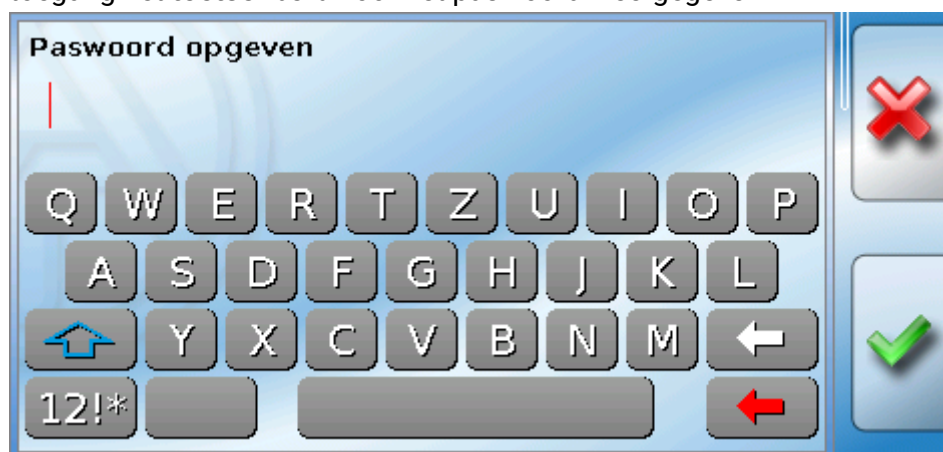 Paswoord opgeven
Q W E R T Z U I O P
A S D F G H J K L
Y X C V B N M
12!*